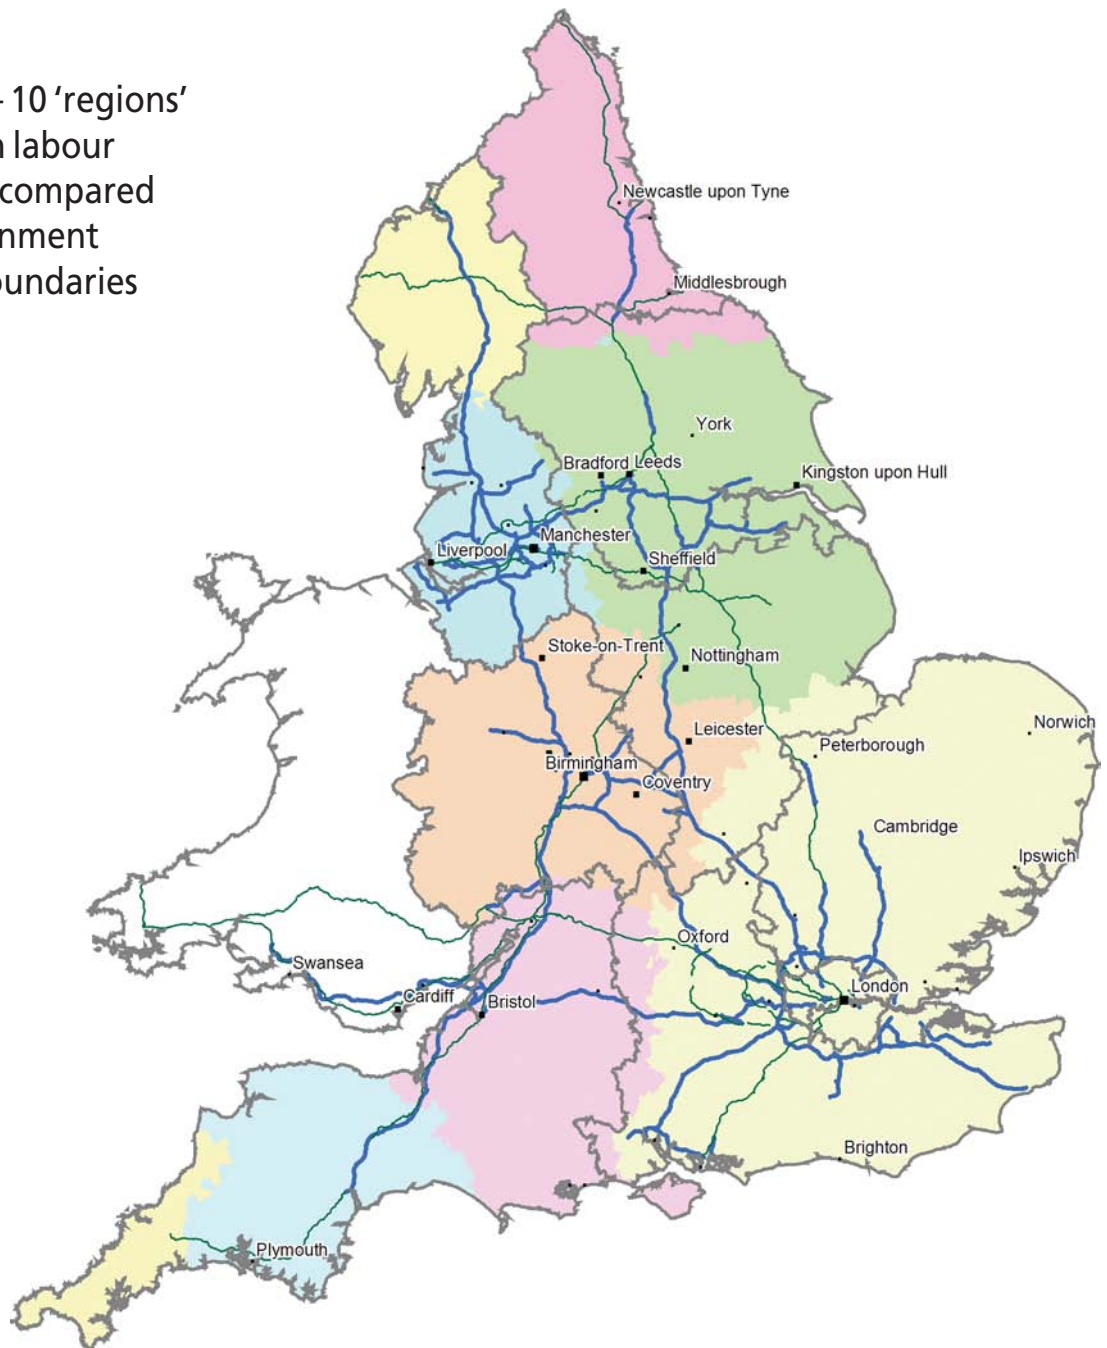 - 10 ‘regions’
n labour
compared
nment
oundaries
Newcastle upon Tyne
Middlesbrough
York
Bradford
Leeds
Kingston upon Hull
Manchester
Liverpool
Sheffield
Stoke-on-Trent
Nottingham
Norwich
Leicester
Peterborough
Birmingham
Coventry
Cambridge
Ipswich
Oxford
Swansea
London
Cardiff
Bristol
Brighton
Plymouth